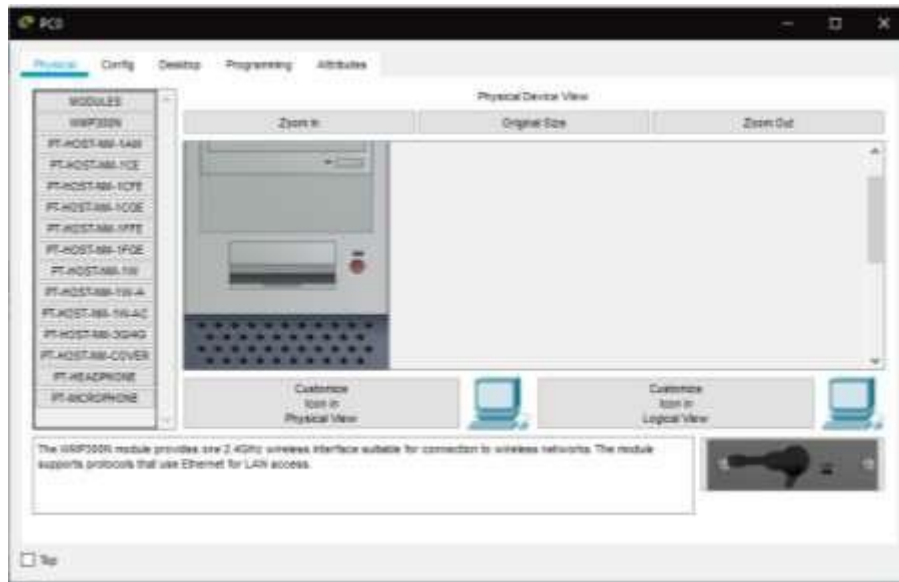 PC0
Physical Config Desktop Programming Attributes
MODULES
WMP300N
PT-HOST-NM-1AM
PT-HOST-NM-1CE
PT-HOST-NM-1CFE
PT-HOST-NM-1CGE
PT-HOST-NM-1FFE
PT-HOST-NM-1FGE
PT-HOST-NM-1W
PT-HOST-NM-1W-A
PT-HOST-NM-1W-AC
PT-HOST-NM-3G/4G
PT-HOST-NM-COVER
PT-HEADPHONE
PT-MICROPHONE
Physical Device View
Zoom In Original Size Zoom Out
Customize
Icon in
Physical View
Customize
Icon in
Logical View
The WMP300N module provides one 2.4GHz wireless interface suitable for connection to wireless networks. The module
supports protocols that use Ethernet for LAN access.
Top